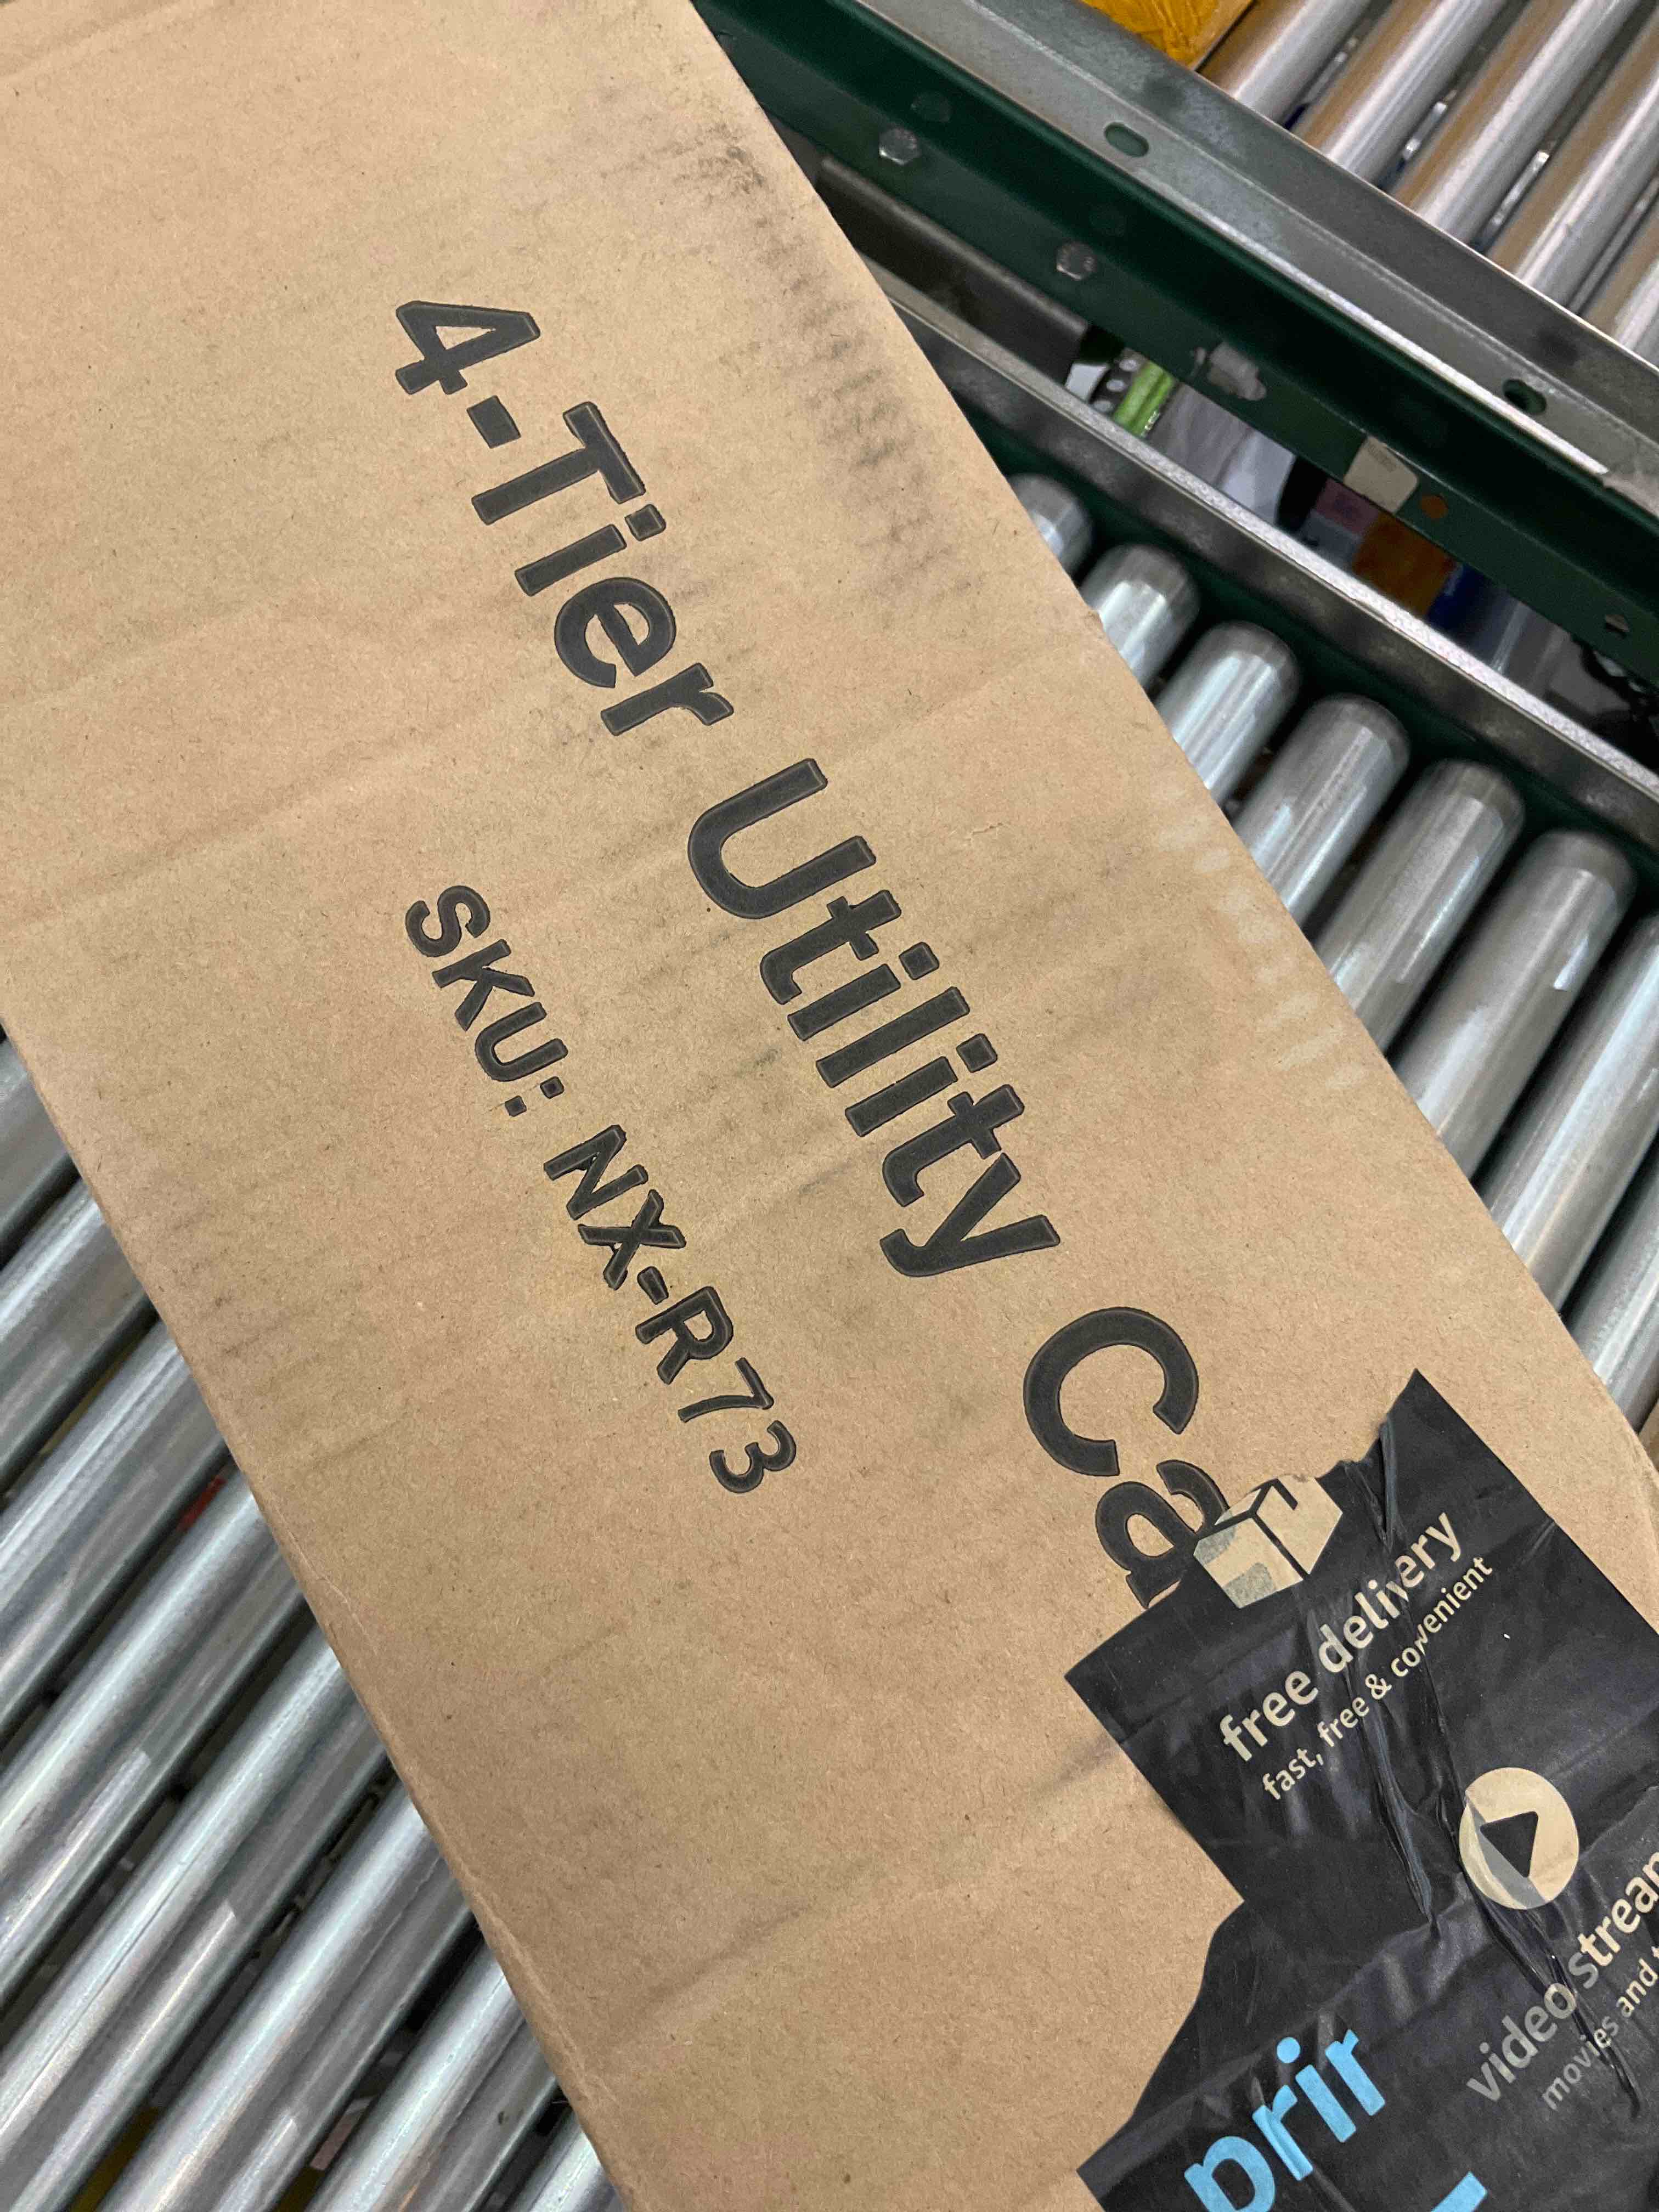 4-Tier Utility Ca
SKU: NX-R73
free delivery
fast, free & convenient
video strea
movies and
prir